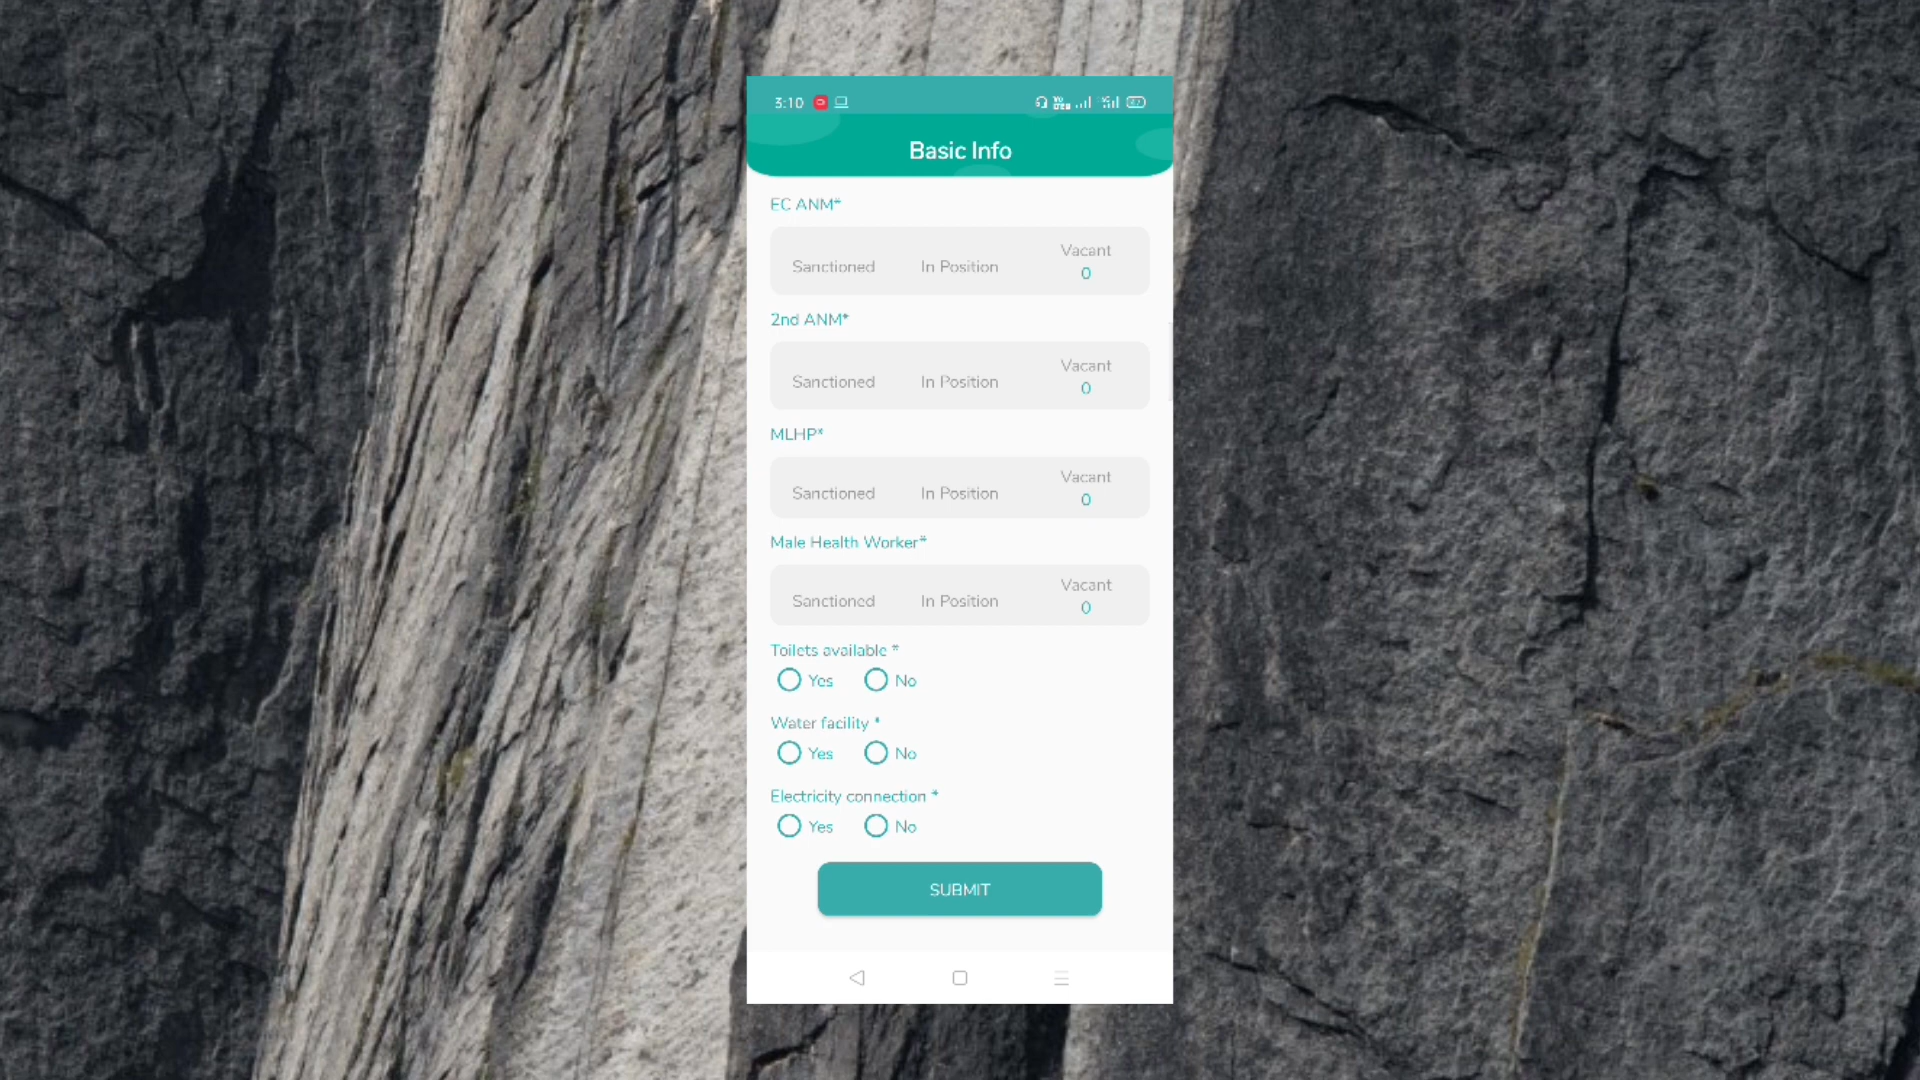 3:10
Basic Info
EC ANM*
Sanctioned In Position Vacant
0
2nd ANM*
Sanctioned In Position Vacant
0
MLHP*
Sanctioned In Position Vacant
0
Male Health Worker*
Sanctioned In Position Vacant
0
Toilets available *
Yes No
Water facility *
Yes No
Electricity connection *
Yes No
SUBMIT